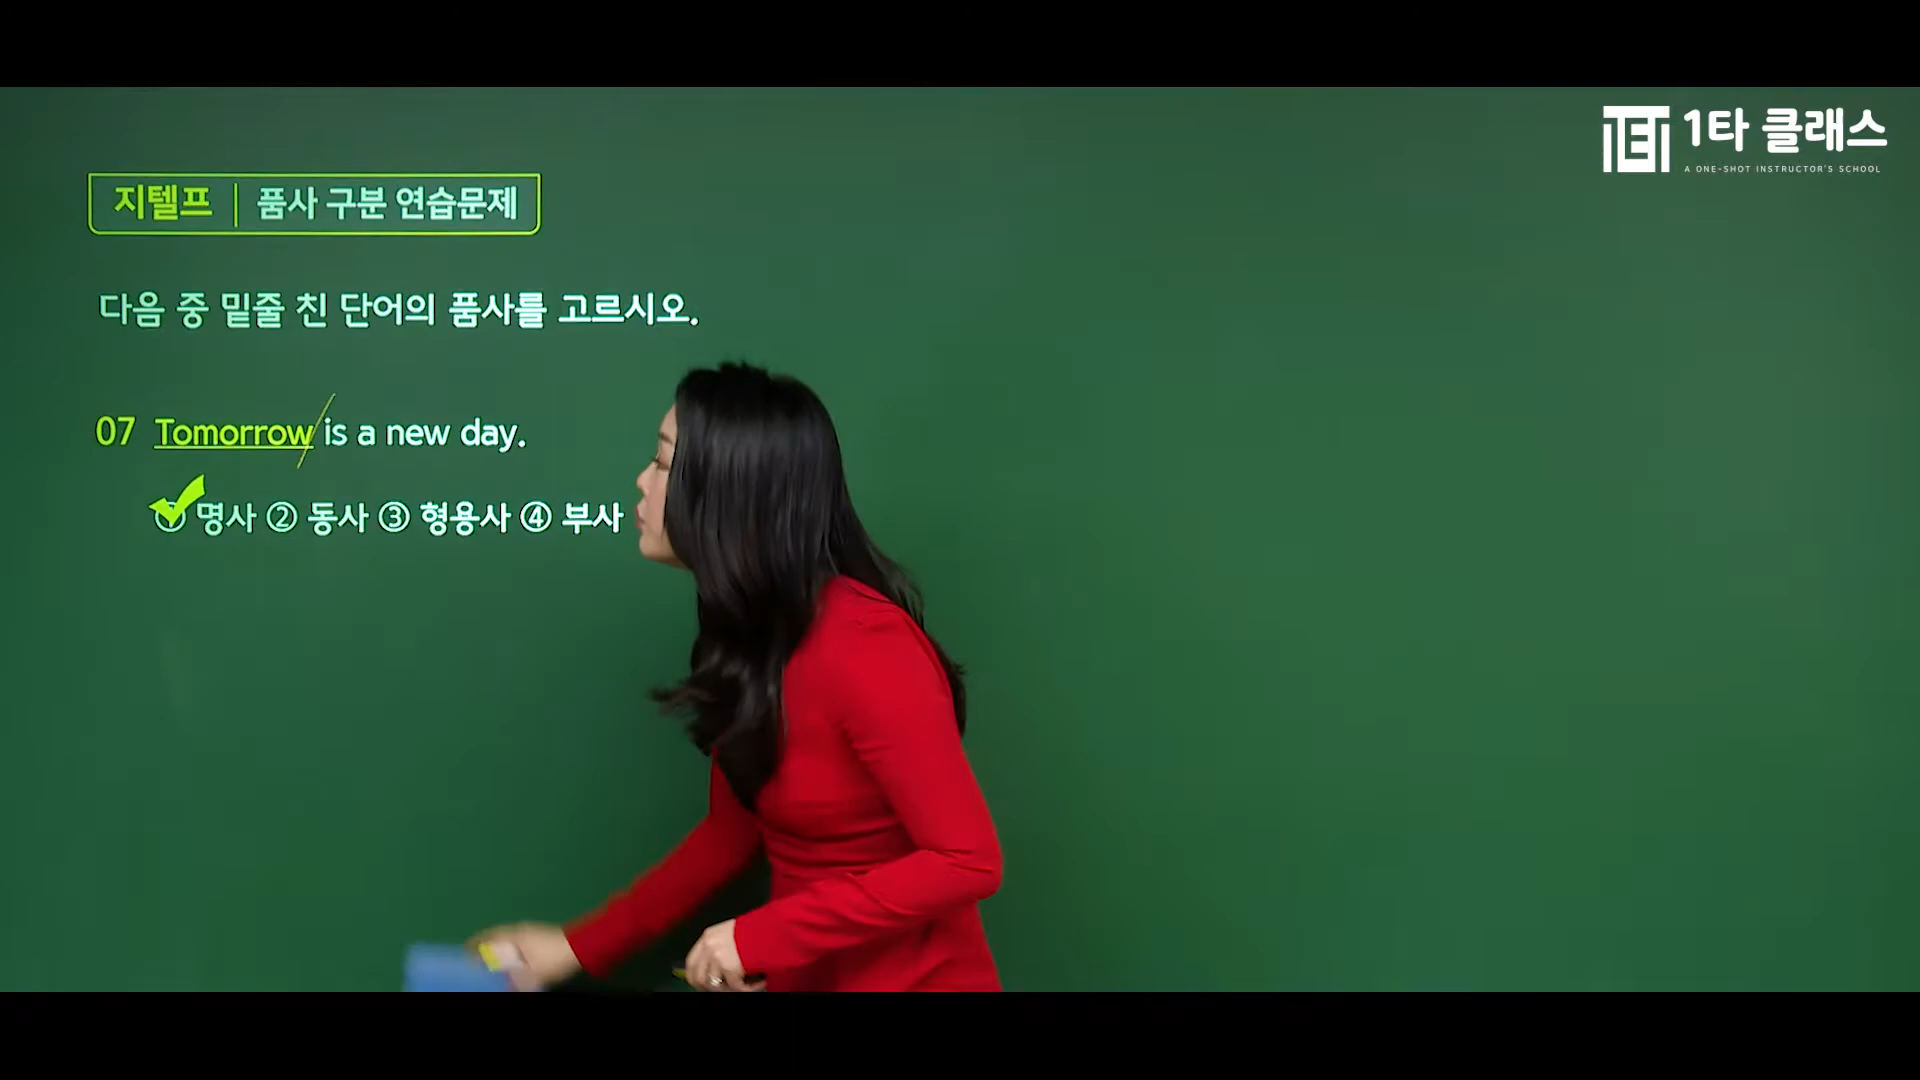 1타 클래스
A ONE-SHOT INSTRUCTOR'S SCHOOL
지텔프 | 품사 구분 연습문제
다음 중 밑줄 친 단어의 품사를 고르시오.
07 Tomorrow is a new day.
① 명사 ② 동사 ③ 형용사 ④ 부사